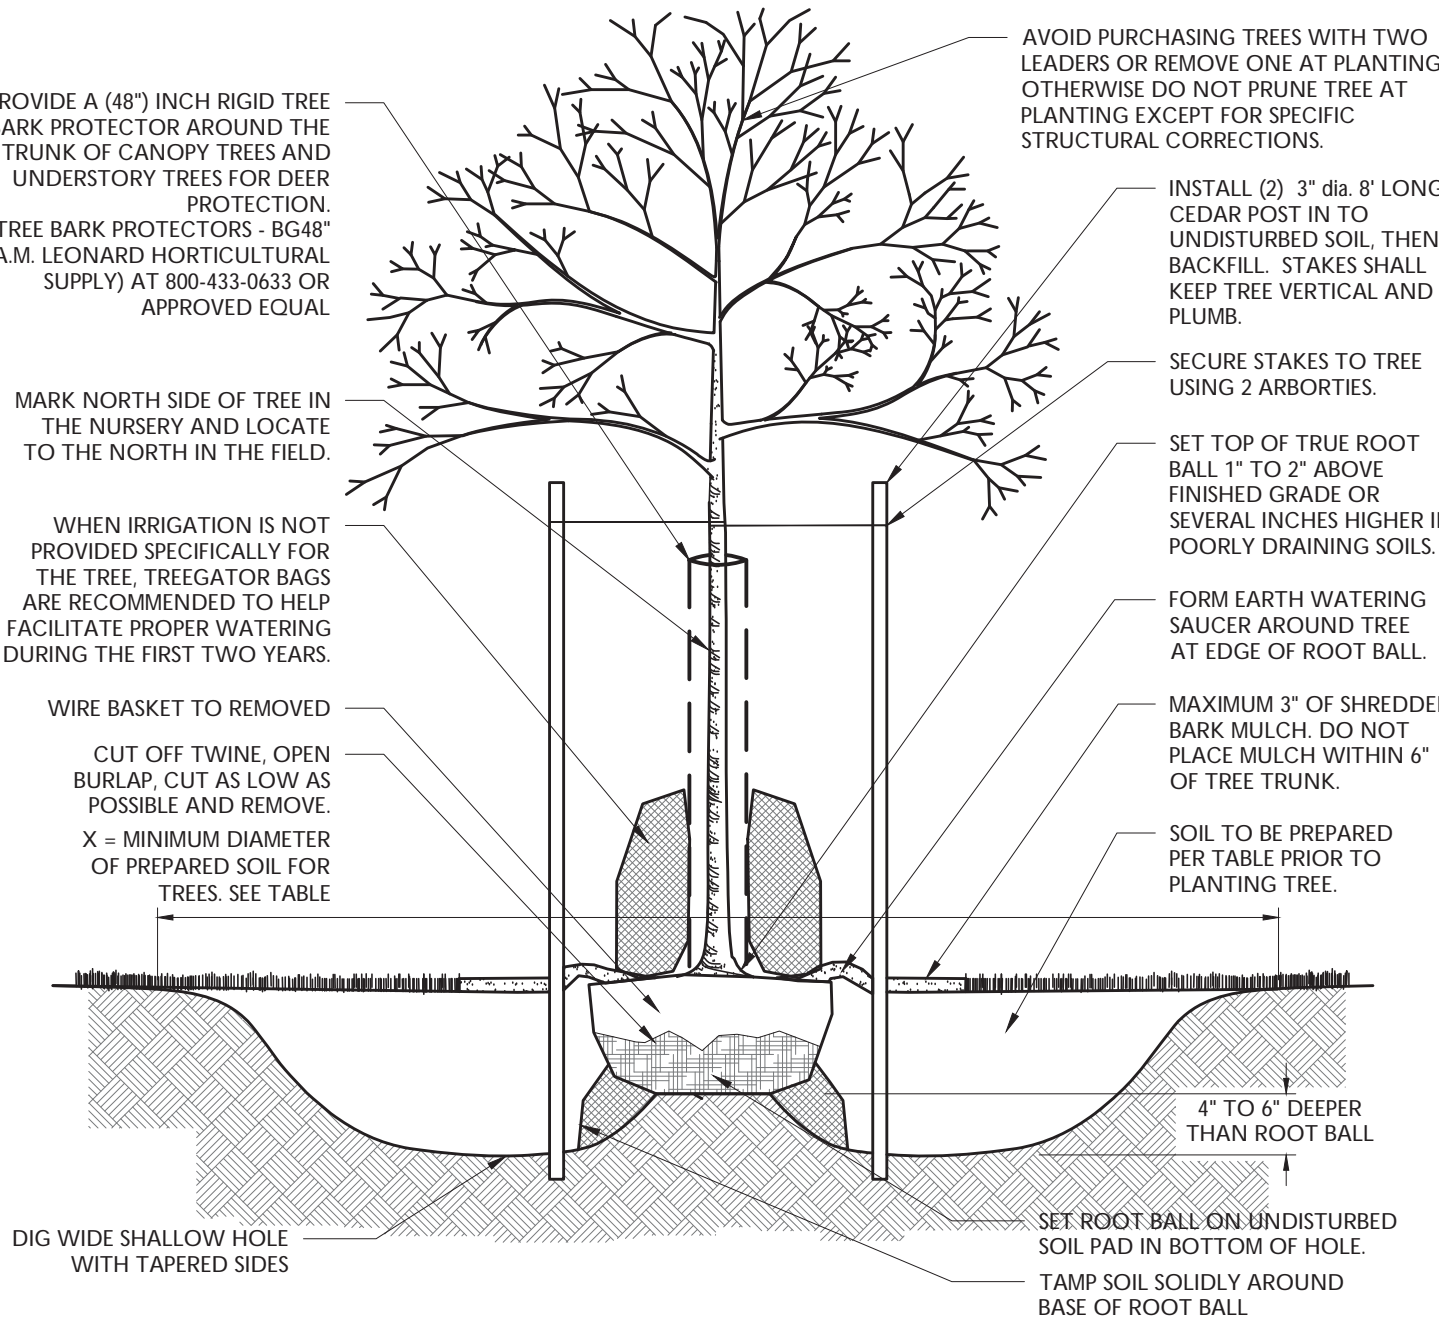 ROVIDE A (48") INCH RIGID TREE
ARK PROTECTOR AROUND THE
TRUNK OF CANOPY TREES AND
UNDERSTORY TREES FOR DEER
PROTECTION.
TREE BARK PROTECTORS - BG48"
A.M. LEONARD HORTICULTURAL
SUPPLY) AT 800-433-0633 OR
APPROVED EQUAL
MARK NORTH SIDE OF TREE IN
THE NURSERY AND LOCATE
TO THE NORTH IN THE FIELD.
WHEN IRRIGATION IS NOT
PROVIDED SPECIFICALLY FOR
THE TREE, TREEGATOR BAGS
ARE RECOMMENDED TO HELP
FACILITATE PROPER WATERING
DURING THE FIRST TWO YEARS.
WIRE BASKET TO REMOVED
CUT OFF TWINE, OPEN
BURLAP, CUT AS LOW AS
POSSIBLE AND REMOVE.
X = MINIMUM DIAMETER
OF PREPARED SOIL FOR
TREES. SEE TABLE
DIG WIDE SHALLOW HOLE
WITH TAPERED SIDES
AVOID PURCHASING TREES WITH TWO
LEADERS OR REMOVE ONE AT PLANTING
OTHERWISE DO NOT PRUNE TREE AT
PLANTING EXCEPT FOR SPECIFIC
STRUCTURAL CORRECTIONS.
INSTALL (2) 3" dia. 8' LONG
CEDAR POST IN TO
UNDISTURBED SOIL, THEN
BACKFILL. STAKES SHALL
KEEP TREE VERTICAL AND
PLUMB.
SECURE STAKES TO TREE
USING 2 ARBORTIES.
SET TOP OF TRUE ROOT
BALL 1" TO 2" ABOVE
FINISHED GRADE OR
SEVERAL INCHES HIGHER I
POORLY DRAINING SOILS.
FORM EARTH WATERING
SAUCER AROUND TREE
AT EDGE OF ROOT BALL.
MAXIMUM 3" OF SHREDDE
BARK MULCH. DO NOT
PLACE MULCH WITHIN 6"
OF TREE TRUNK.
SOIL TO BE PREPARED
PER TABLE PRIOR TO
PLANTING TREE.
4" TO 6" DEEPER
THAN ROOT BALL
SET ROOT BALL ON UNDISTURBED
SOIL PAD IN BOTTOM OF HOLE.
TAMP SOIL SOLIDLY AROUND
BASE OF ROOT BALL